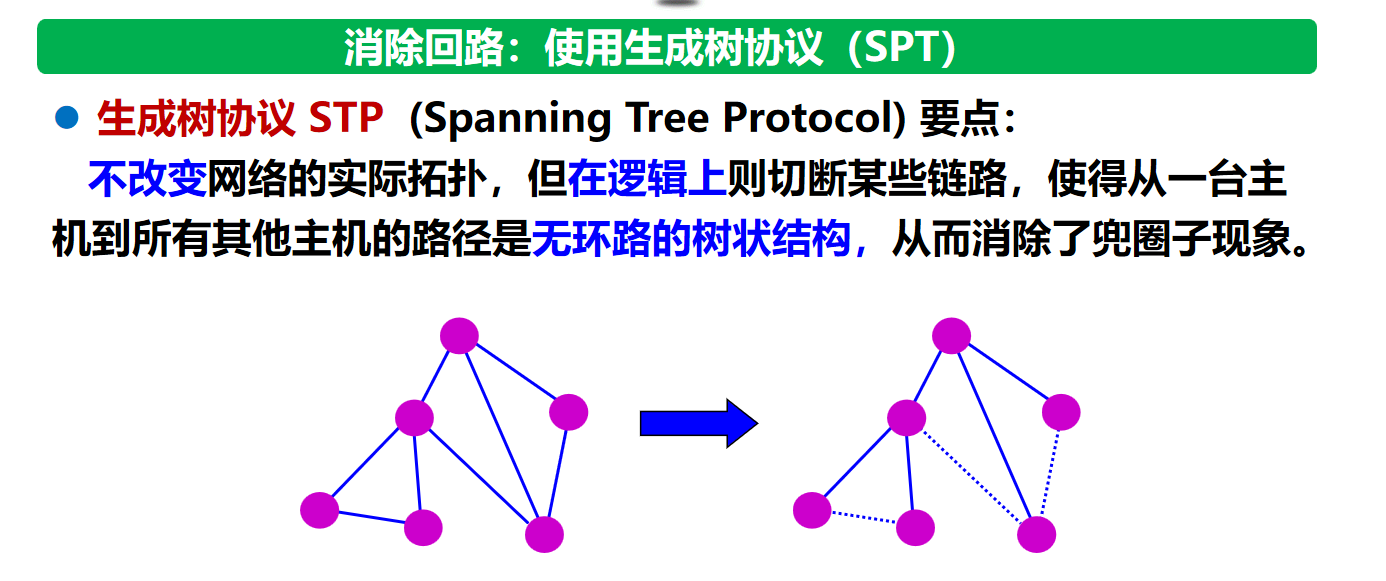 消除回路：使用生成树协议（SPT）
生成树协议 STP (Spanning Tree Protocol) 要点：
不改变网络的实际拓扑，但在逻辑上则切断某些链路，使得从一台主
机到所有其他主机的路径是无环路的树状结构，从而消除了兜圈子现象。